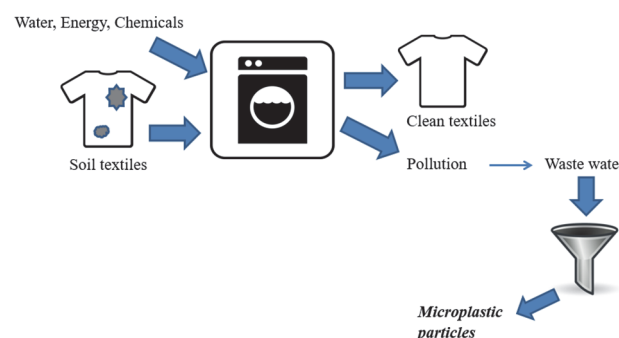 Water, Energy, Chemicals
Soil textiles
Clean textiles
Pollution
Waste wate
Microplastic
particles